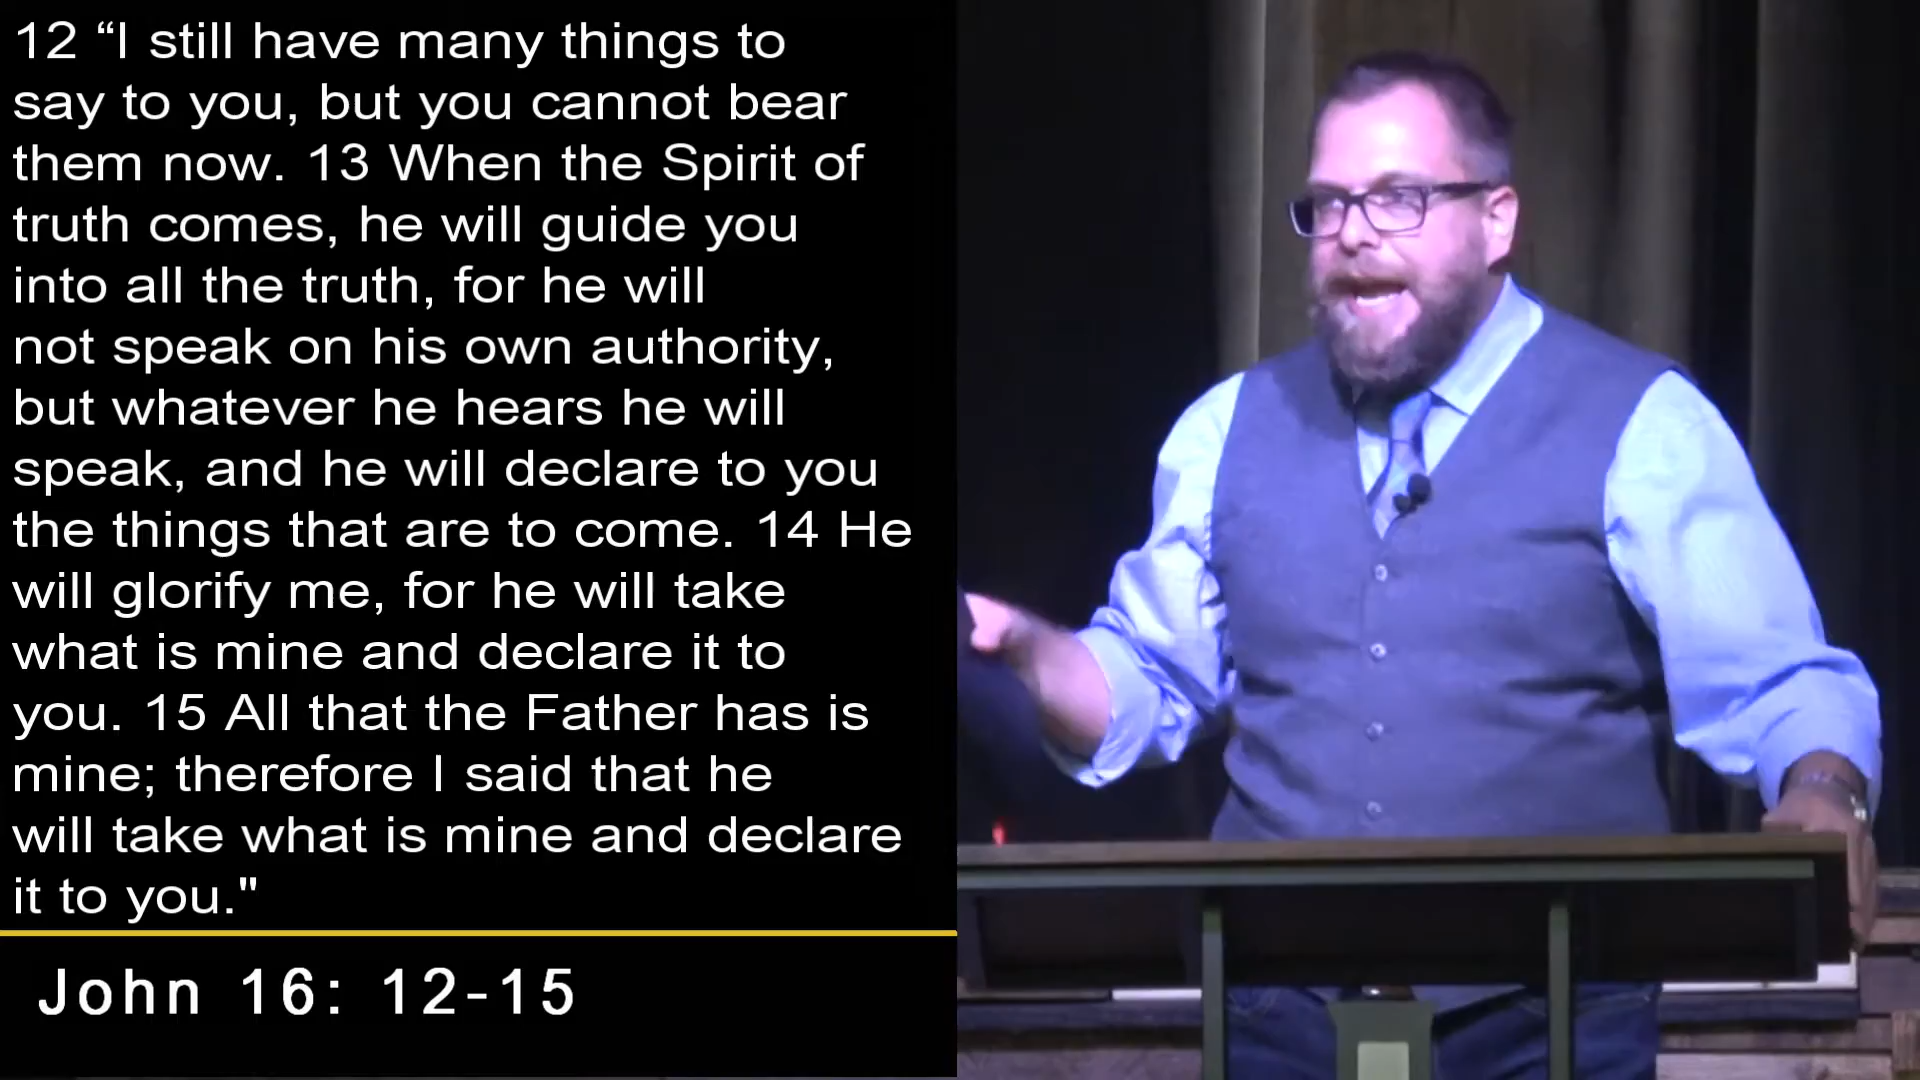 12 “I still have many things to
say to you, but you cannot bear
them now. 13 When the Spirit of
truth comes, he will guide you
into all the truth, for he will
not speak on his own authority,
but whatever he hears he will
speak, and he will declare to you
the things that are to come. 14 He
will glorify me, for he will take
what is mine and declare it to
you. 15 All that the Father has is
mine; therefore I said that he
will take what is mine and declare
it to you."
John 16: 12-15